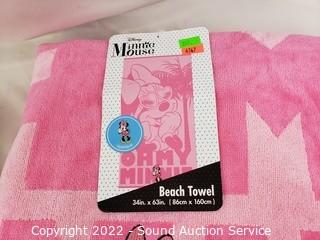 Disney
Minnie
Mouse
OH MY
MINNIE
Beach Towel
34in. x 63in. (86cm x 160cm)
Copyright 2022 - Sound Auction Service